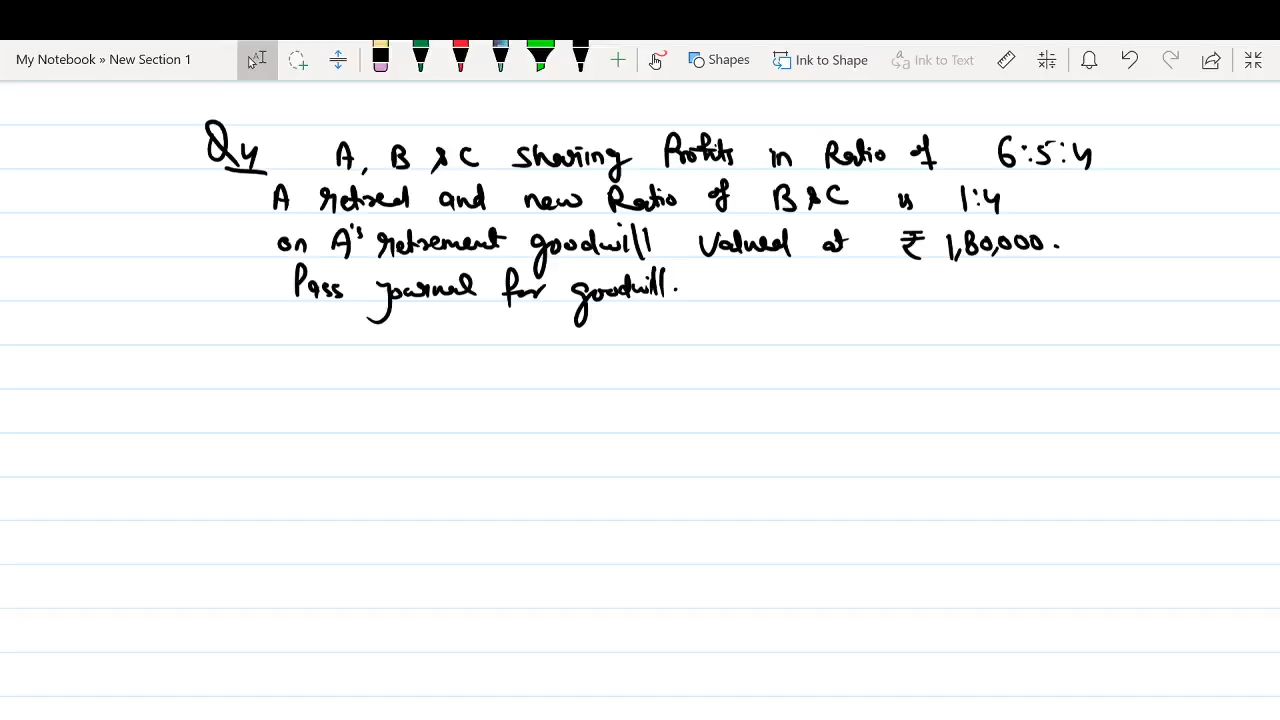 My Notebook » New Section 1
Shapes
Ink to Shape
Ink to Text
Q4 A, B & C Sharing Profits in Ratio of 6:5:4
A retired and new Ratio of B & C is 1:4
on A's retirement goodwill valued at ₹ 1,80,000.
Pass journal for goodwill.